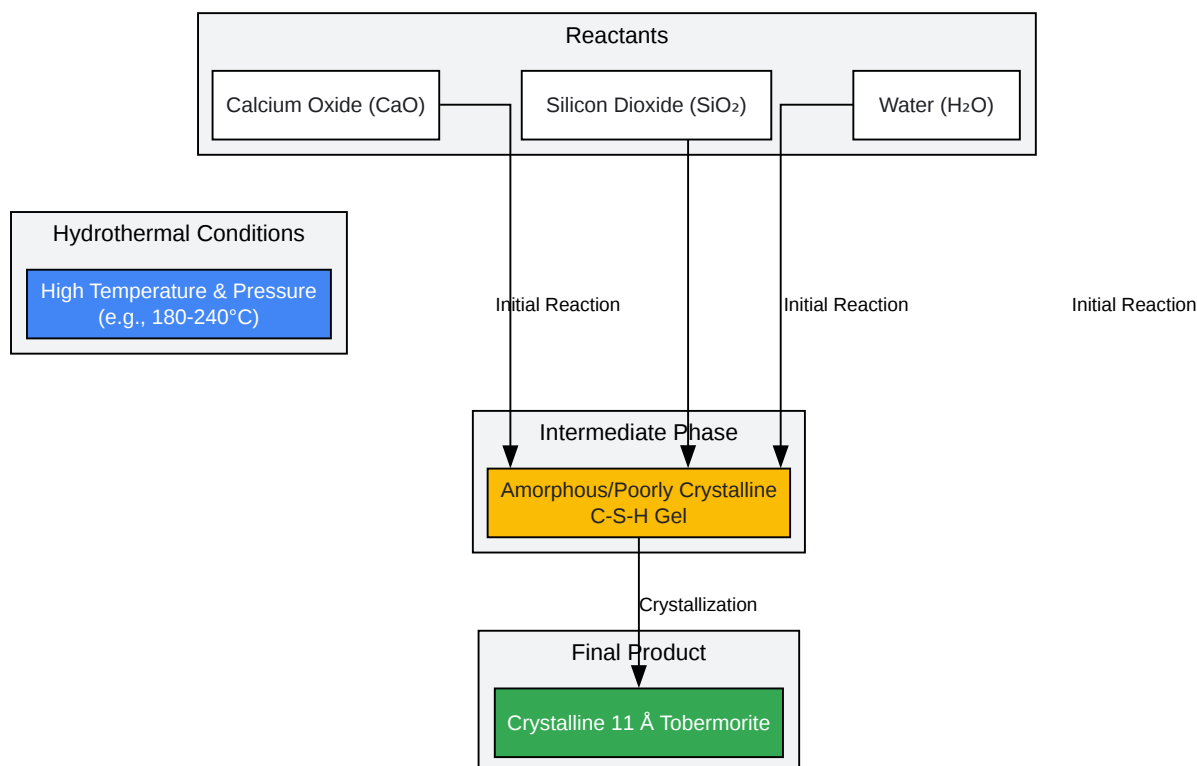 Reactants
Calcium Oxide (CaO)
Silicon Dioxide (SiO₂)
Water (H₂O)
Hydrothermal Conditions
High Temperature & Pressure
(e.g., 180-240°C)
Initial Reaction
Initial Reaction
Initial Reaction
Intermediate Phase
Amorphous/Poorly Crystalline
C-S-H Gel
Crystallization
Final Product
Crystalline 11 Å Tobermorite